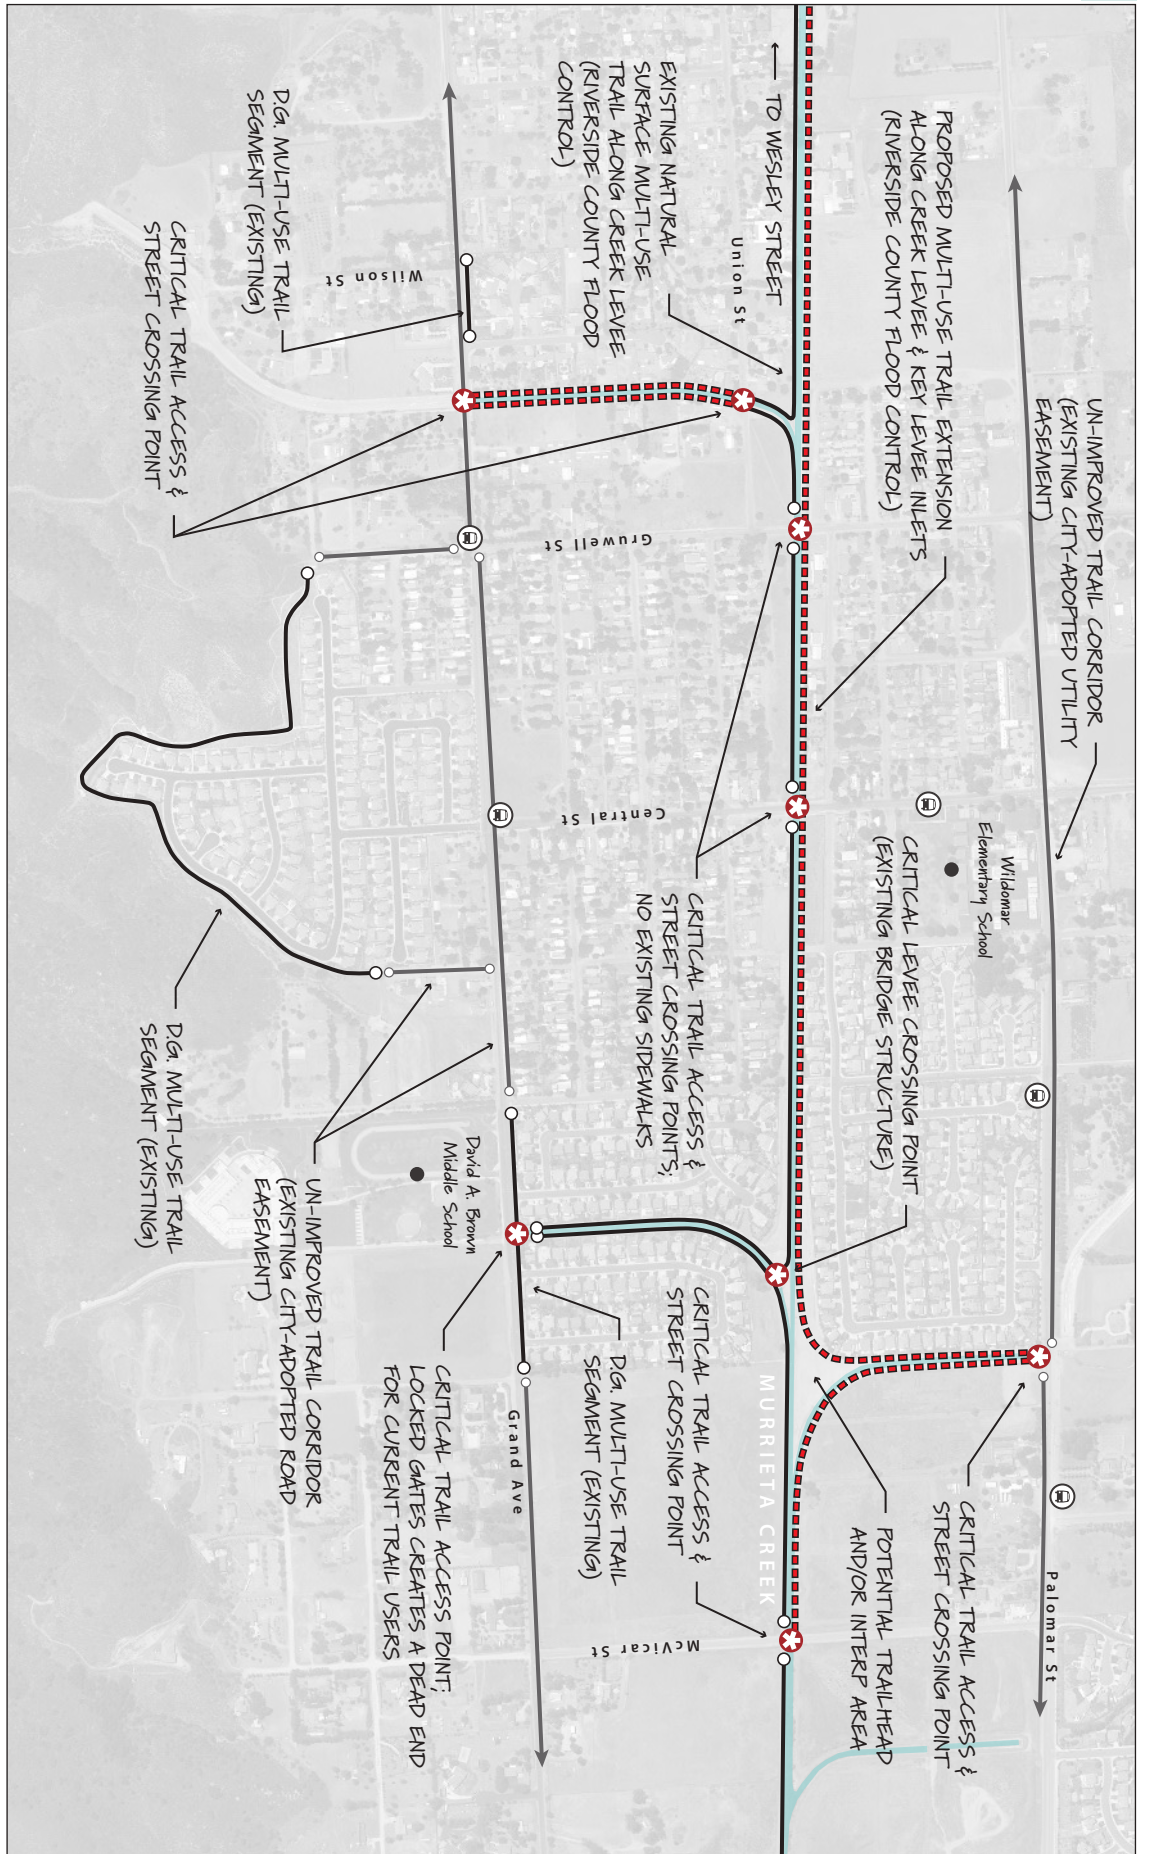 UN-IMPROVED TRAIL CORRIDOR
(EXISTING CITY-ADOPTED UTILITY
EASEMENT)
PROPOSED MULTI-USE TRAIL EXTENSION
ALONG CREEK LEVEE & KEY LEVEE INLETS
(RIVERSIDE COUNTY FLOOD CONTROL)
TO WESLEY STREET
Union St
EXISTING NATURAL
SURFACE MULTI-USE
TRAIL ALONG CREEK LEVEE
(RIVERSIDE COUNTY FLOOD
CONTROL)
Wilson St
D.G. MULTI-USE TRAIL
SEGMENT (EXISTING)
CRITICAL TRAIL ACCESS &
STREET CROSSING POINT
Gruwell St
Central St
Wildomar
Elementary School
CRITICAL LEVEE CROSSING POINT
(EXISTING BRIDGE STRUCTURE)
CRITICAL TRAIL ACCESS &
STREET CROSSING POINTS;
NO EXISTING SIDEWALKS
David A. Brown
Middle School
D.G. MULTI-USE TRAIL
SEGMENT (EXISTING)
UN-IMPROVED TRAIL CORRIDOR
(EXISTING CITY-ADOPTED ROAD
EASEMENT)
Palomar St
CRITICAL TRAIL ACCESS &
STREET CROSSING POINT
POTENTIAL TRAILHEAD
AND/OR INTERP AREA
MURRIETA CREEK
CRITICAL TRAIL ACCESS &
STREET CROSSING POINT
McVicar St
D.G. MULTI-USE TRAIL
SEGMENT (EXISTING)
Grand Ave
CRITICAL TRAIL ACCESS POINT;
LOCKED GATES CREATES A DEAD END
FOR CURRENT TRAIL USERS